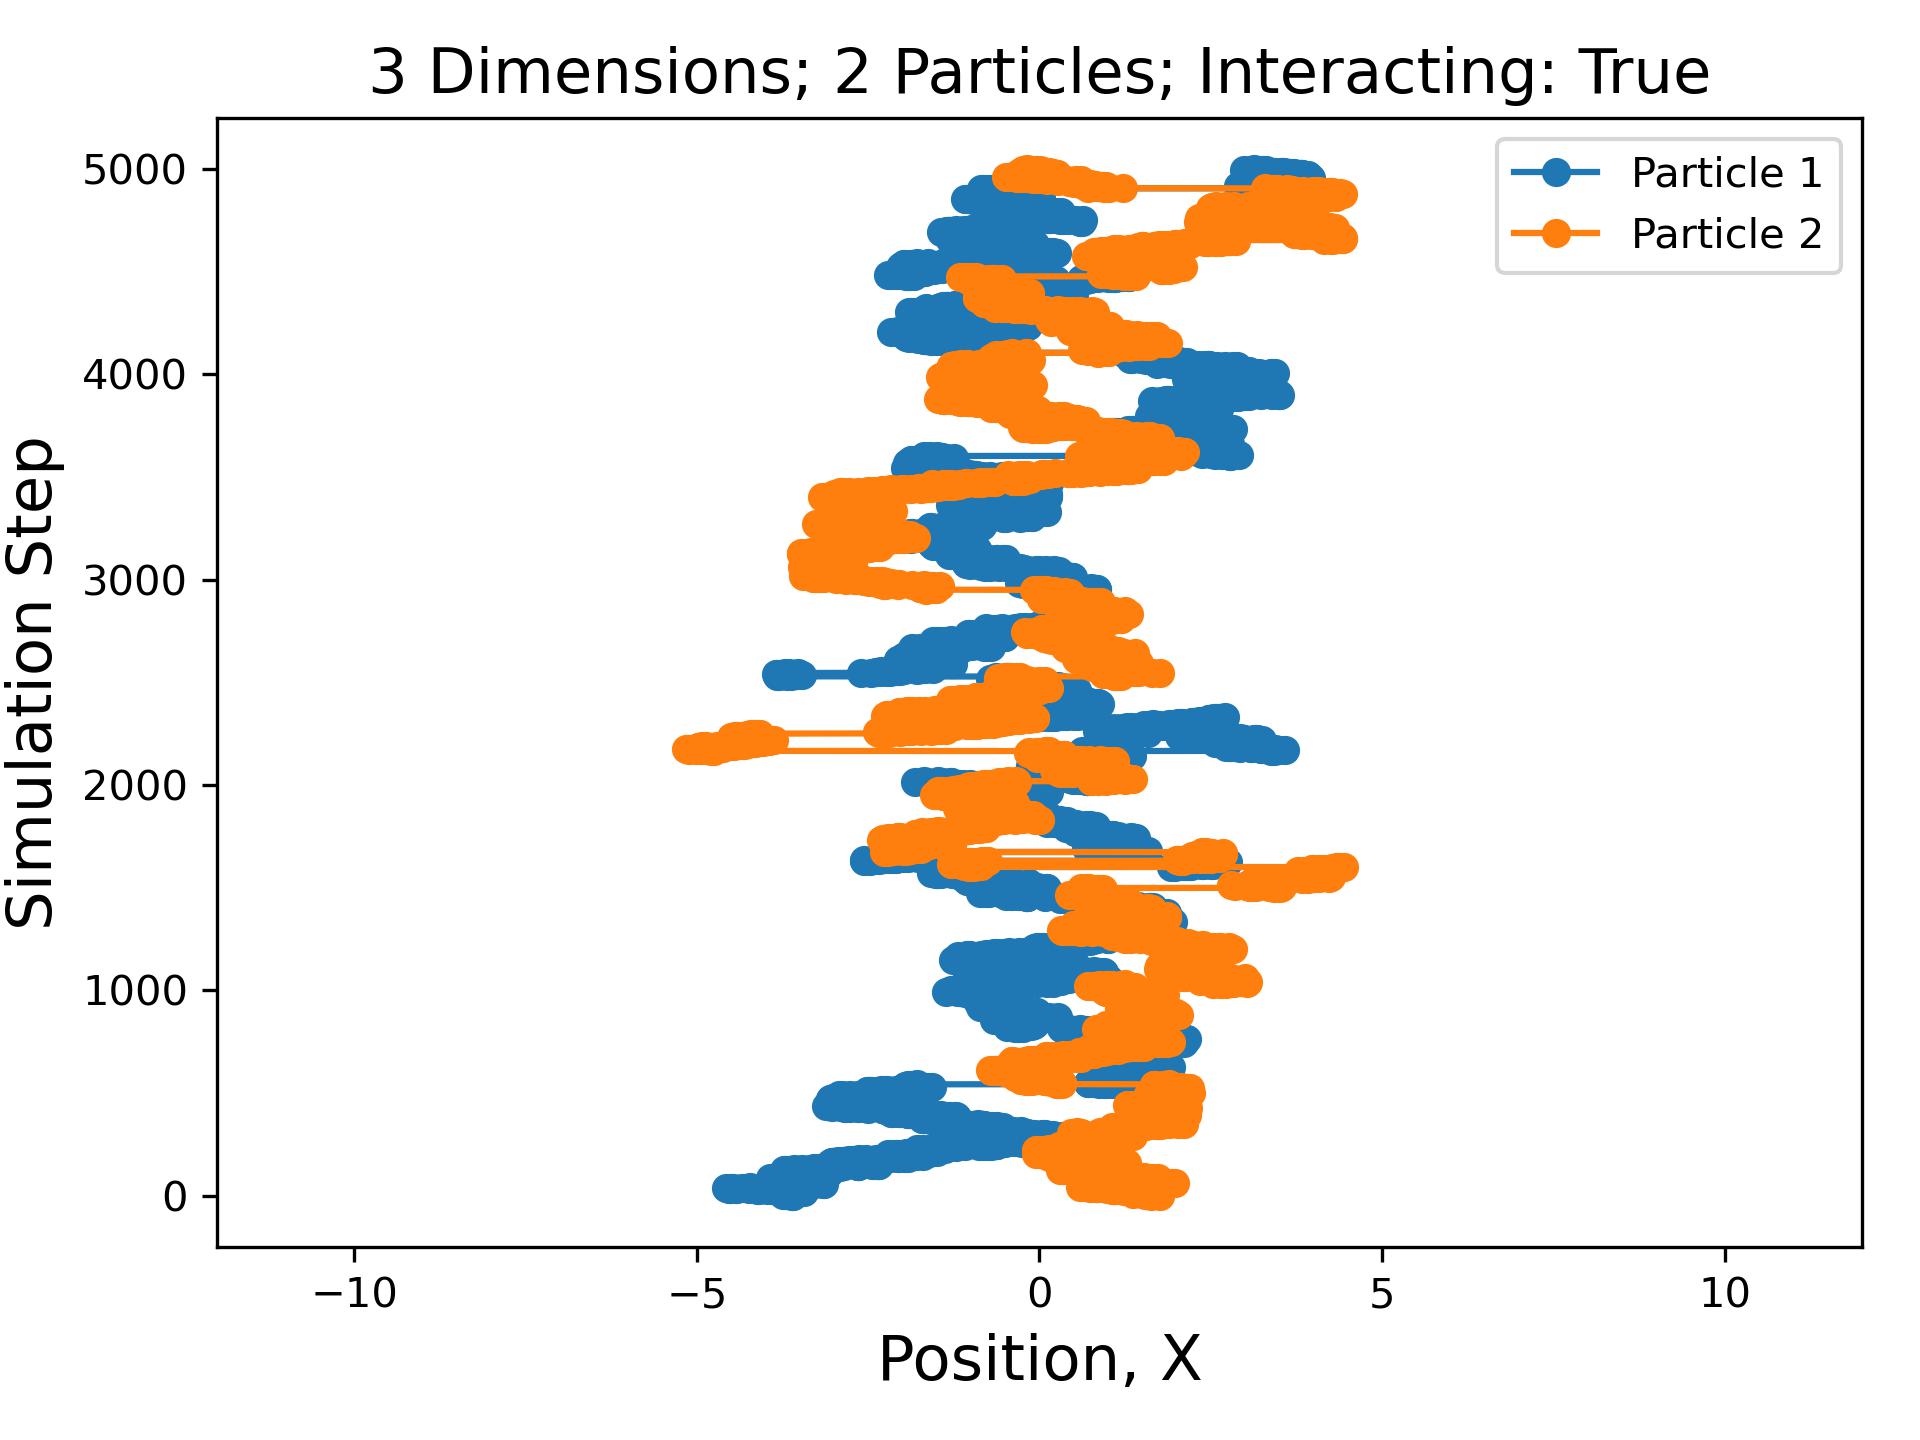 3 Dimensions; 2 Particles; Interacting: True
Particle 1
Particle 2
Simulation Step
5000
4000
3000
2000
1000
0
−10
−5
0
5
10
Position, X